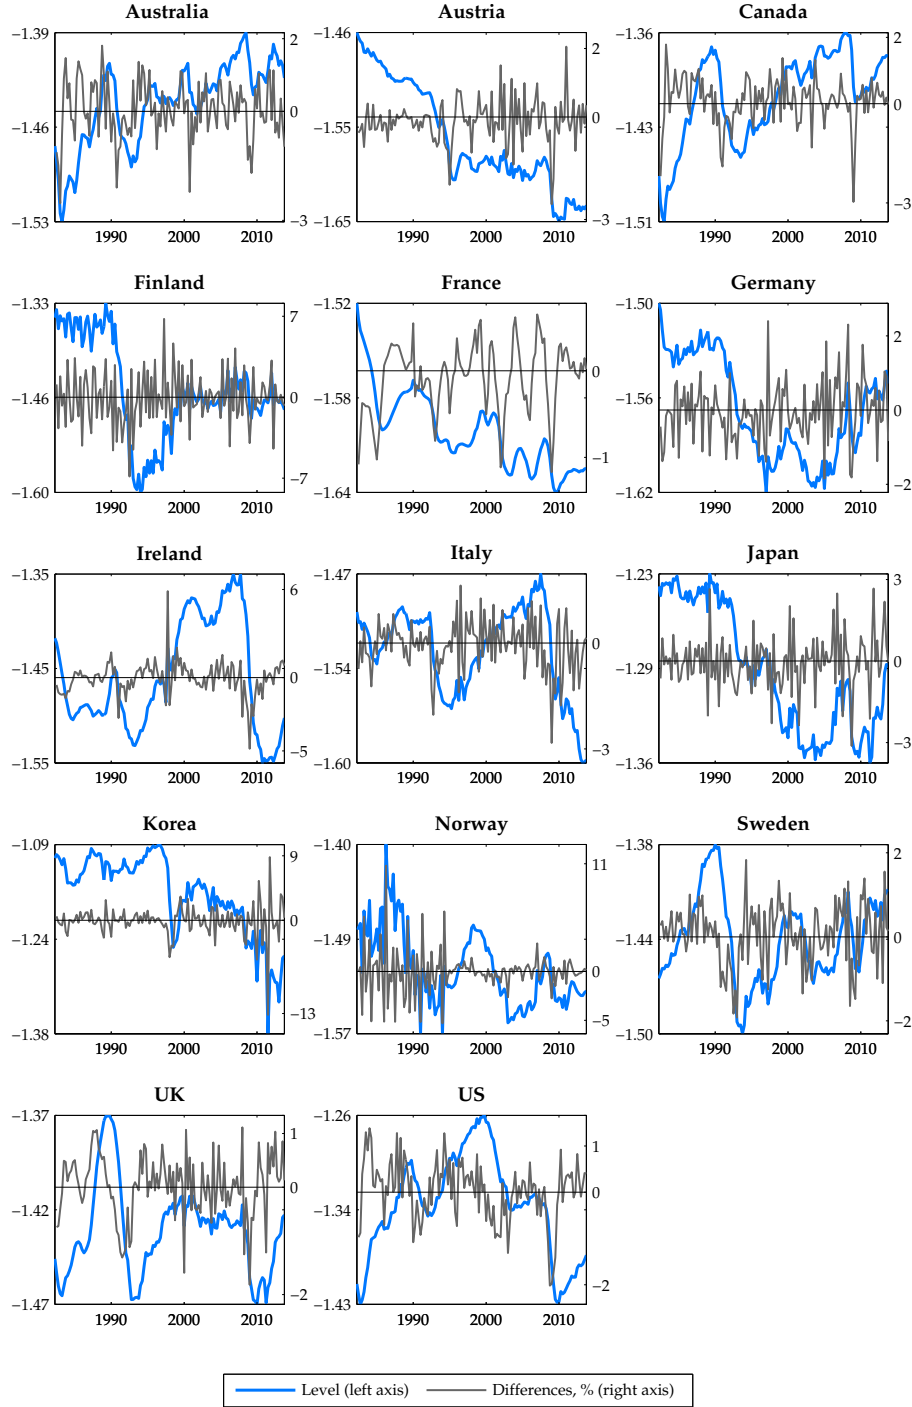 Australia Austria Canada
−1.39 2 −1.46 2 −1.36 2
0 0 0
−1.46 −1.55 −1.43
−3
−1.53 −3 −1.65 −3 −1.51
1990 2000 2010 1990 2000 2010 1990 2000 2010
Finland France Germany
−1.33 7 −1.52 −1.50 2
0 0
−1.46 0 −1.58 −1.56 0
−7 −1 −2
−1.60 −1.64 −1.62
1990 2000 2010 1990 2000 2010 1990 2000 2010
Ireland Italy Japan
−1.35 6 −1.47 −1.23 3
0 0
−1.45 0 −1.54 −1.29 0
−5 −3 −3
−1.55 −1.60 −1.36
1990 2000 2010 1990 2000 2010 1990 2000 2010
Korea Norway Sweden
−1.09 9 −1.40 11 −1.38 2
0
−1.24 −1.49 0 −1.44 0
−13 −5 −2
−1.38 −1.57 −1.50
1990 2000 2010 1990 2000 2010 1990 2000 2010
UK US
−1.37 1 −1.26 1
0 0
−1.42 −1.34
−2 −2
−1.47 −1.43
1990 2000 2010 1990 2000 2010
Level (left axis) Differences, % (right axis)